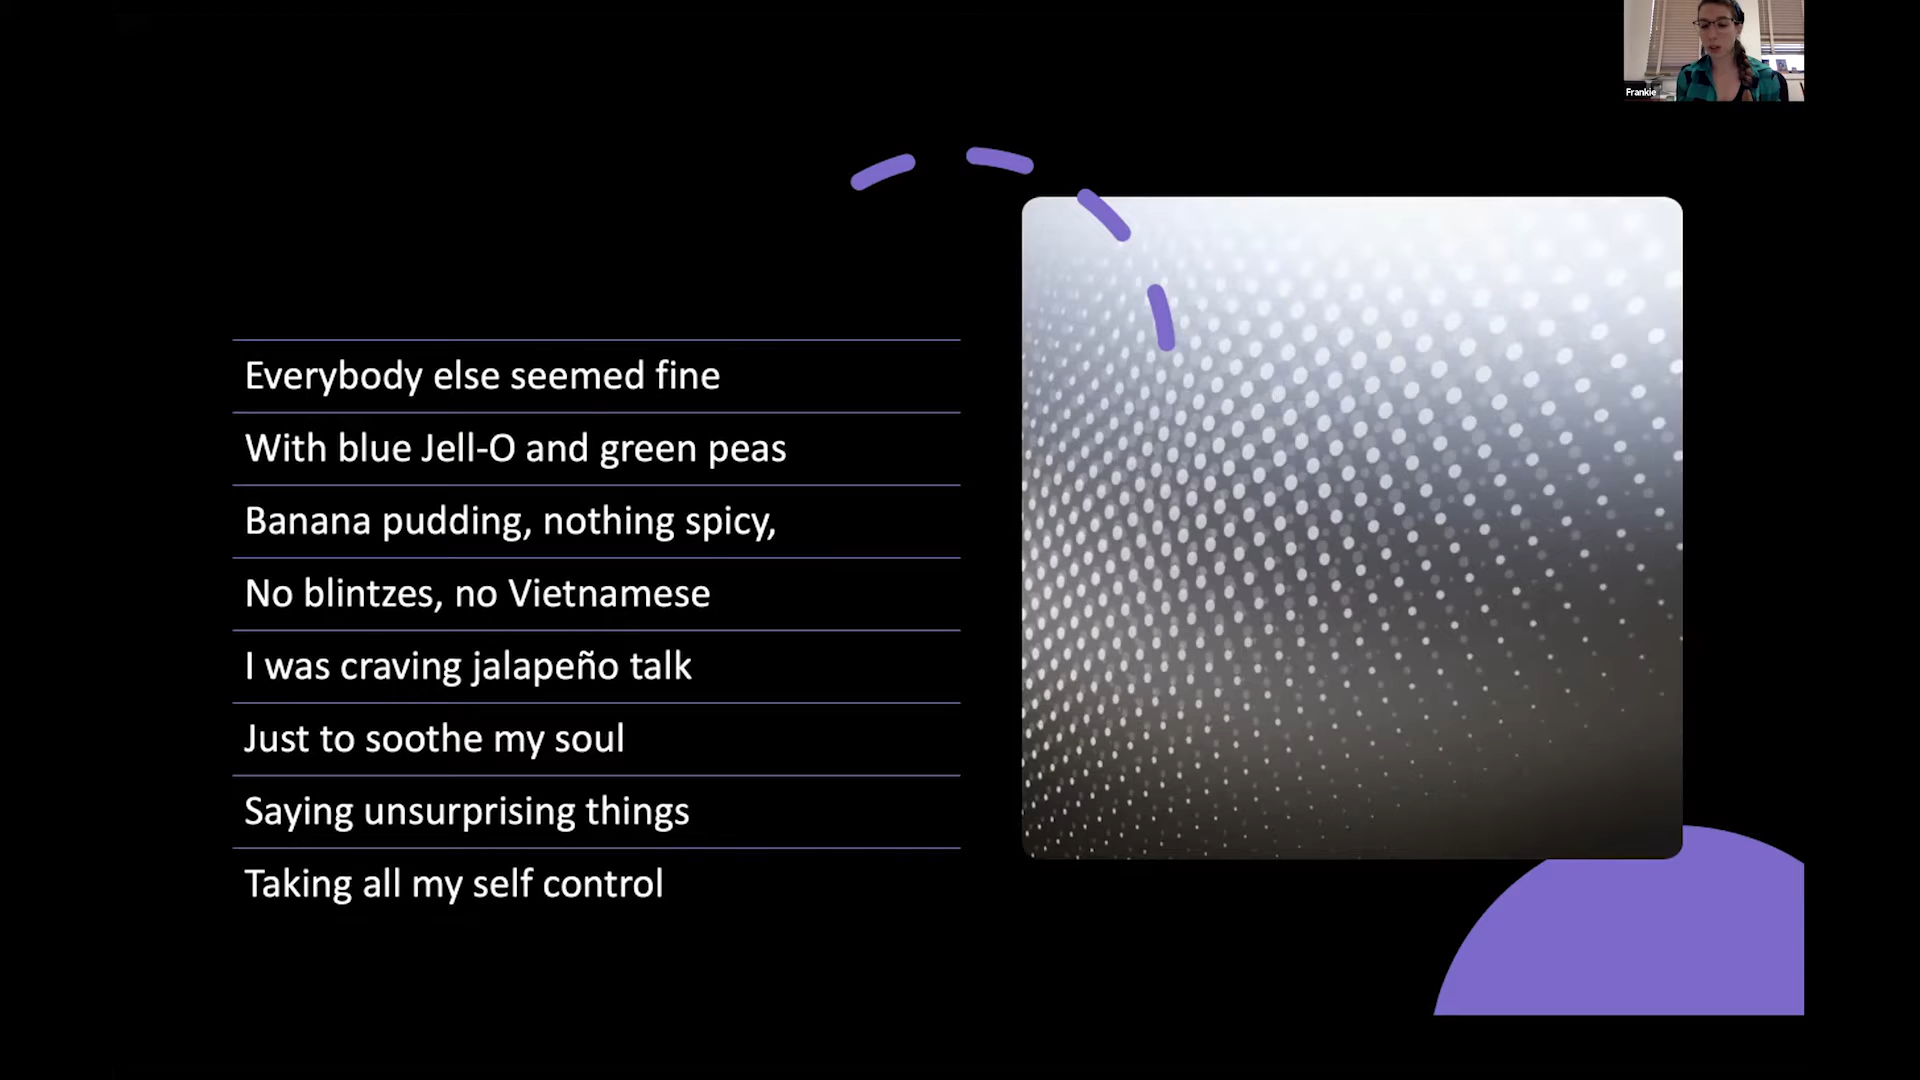 Frankie
Everybody else seemed fine
With blue Jell-O and green peas
Banana pudding, nothing spicy,
No blintzes, no Vietnamese
I was craving jalapeño talk
Just to soothe my soul
Saying unsurprising things
Taking all my self control